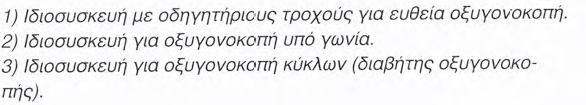 1) Ιδιοσυσκευή με οδηγητήριους τροχούς για ευθεία οξυγονοκοπή.
2) Ιδιοσυσκευή για οξυγονοκοπή υπό γωνία.
3) Ιδιοσυσκευή για οξυγονοκοπή κύκλων (διαβήτης οξυγονοκο-
πής).